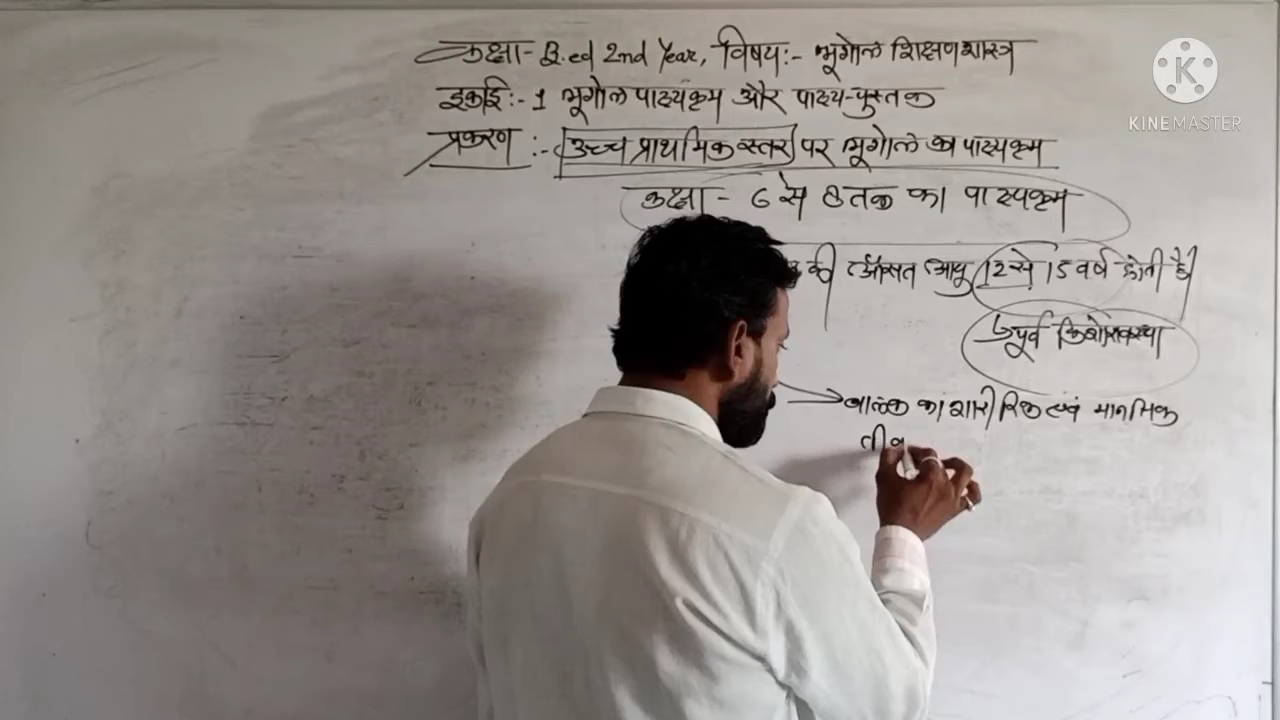 कक्षा- B.ed 2nd Year, विषय:- भूगोल शिक्षणशास्त्र
इकाई:- 1 भूगोल पाठ्यक्रम और पाठ्य-पुस्तक
प्रकरण :- उच्च प्राथमिक स्तर पर भूगोल का पाठ्यक्रम
कक्षा - 6 से 8 तक का पाठ्यक्रम
की औसत आयु 12 से 15 वर्ष होती है।
पूर्व किशोरावस्था
बालक का शारीरिक एवं मानसिक
K
KINEMASTER